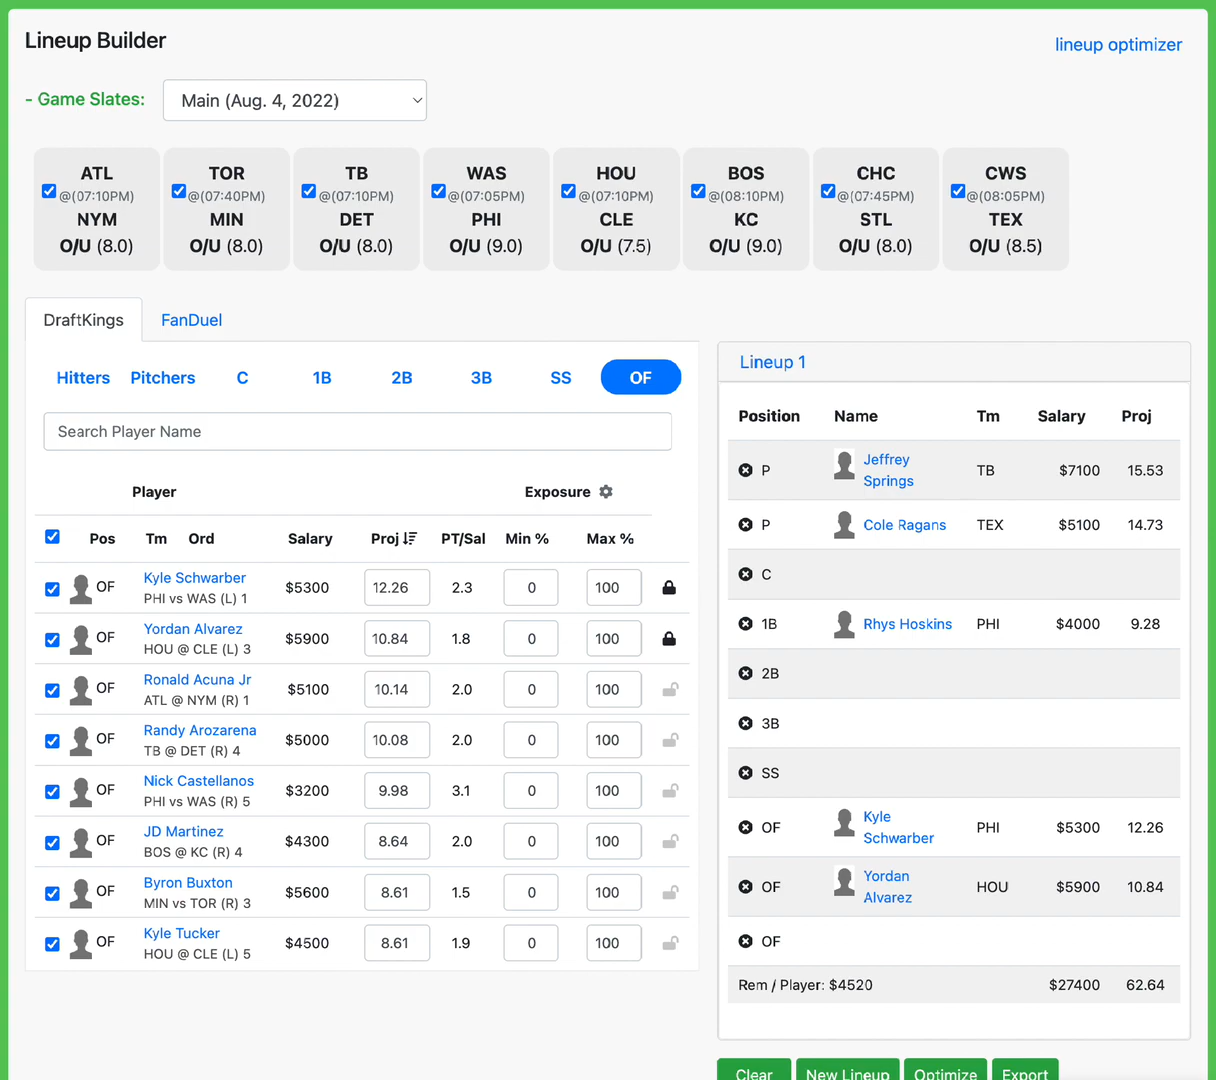 Lineup Builder
lineup optimizer
- Game Slates:
Main (Aug. 4, 2022)
ATL TOR TB WAS HOU BOS CHC CWS
@(07:10PM) @(07:40PM) @(07:10PM) @(07:05PM) @(07:10PM) @(08:10PM) @(07:45PM) @(08:05PM)
NYM MIN DET PHI CLE KC STL TEX
O/U (8.0) O/U (8.0) O/U (8.0) O/U (9.0) O/U (7.5) O/U (9.0) O/U (8.0) O/U (8.5)
DraftKings FanDuel
Hitters Pitchers C 1B 2B 3B SS OF
Search Player Name
Player Exposure
Pos Tm Ord Salary Proj PT/Sal Min % Max %
OF Kyle Schwarber $5300 12.26 2.3 0 100
PHI vs WAS (L) 1
OF Yordan Alvarez $5900 10.84 1.8 0 100
HOU @ CLE (L) 3
OF Ronald Acuna Jr $5100 10.14 2.0 0 100
ATL @ NYM (R) 1
OF Randy Arozarena $5000 10.08 2.0 0 100
TB @ DET (R) 4
OF Nick Castellanos $3200 9.98 3.1 0 100
PHI vs WAS (R) 5
OF JD Martinez $4300 8.64 2.0 0 100
BOS @ KC (R) 4
OF Byron Buxton $5600 8.61 1.5 0 100
MIN vs TOR (R) 3
OF Kyle Tucker $4500 8.61 1.9 0 100
HOU @ CLE (L) 5
Lineup 1
Position Name Tm Salary Proj
P Jeffrey Springs TB $7100 15.53
P Cole Ragans TEX $5100 14.73
C
1B Rhys Hoskins PHI $4000 9.28
2B
3B
SS
OF Kyle Schwarber PHI $5300 12.26
OF Yordan Alvarez HOU $5900 10.84
OF
Rem / Player: $4520 $27400 62.64
Clear New Lineup Optimize Export